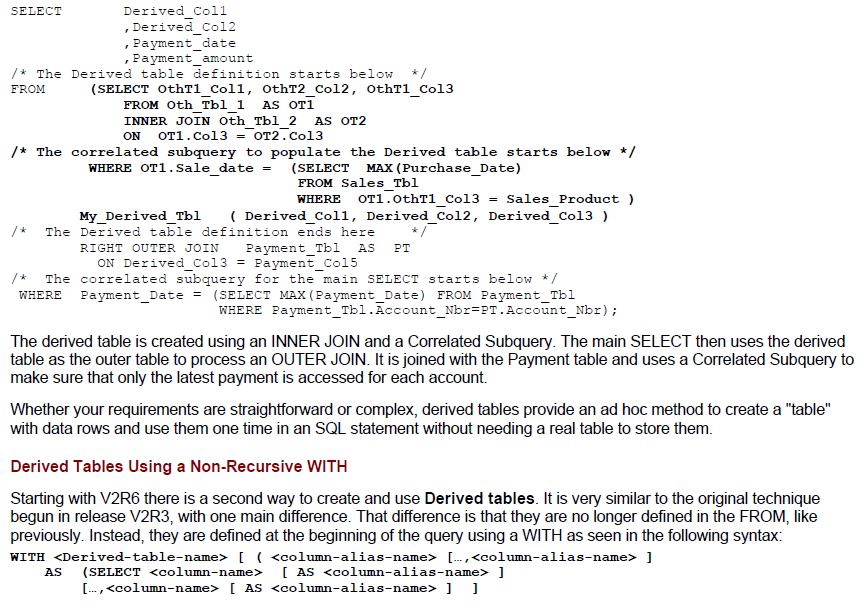 SELECT Derived_Col1
,Derived_Col2
,Payment_date
,Payment_amount
/* The Derived table definition starts below */
FROM (SELECT OthT1_Col1, OthT2_Col2, OthT1_Col3
FROM Oth_Tbl_1 AS OT1
INNER JOIN Oth_Tbl_2 AS OT2
ON OT1.Col3 = OT2.Col3
/* The correlated subquery to populate the Derived table starts below */
WHERE OT1.Sale_date = (SELECT MAX(Purchase_Date)
FROM Sales_Tbl
WHERE OT1.OthT1_Col3 = Sales_Product )
My_Derived_Tbl ( Derived_Col1, Derived_Col2, Derived_Col3 )
/* The Derived table definition ends here */
RIGHT OUTER JOIN Payment_Tbl AS PT
ON Derived_Col3 = Payment_Col5
/* The correlated subquery for the main SELECT starts below */
WHERE Payment_Date = (SELECT MAX(Payment_Date) FROM Payment_Tbl
WHERE Payment_Tbl.Account_Nbr=PT.Account_Nbr);
The derived table is created using an INNER JOIN and a Correlated Subquery. The main SELECT then uses the derived
table as the outer table to process an OUTER JOIN. It is joined with the Payment table and uses a Correlated Subquery to
make sure that only the latest payment is accessed for each account.
Whether your requirements are straightforward or complex, derived tables provide an ad hoc method to create a "table"
with data rows and use them one time in an SQL statement without needing a real table to store them.
Derived Tables Using a Non-Recursive WITH
Starting with V2R6 there is a second way to create and use Derived tables. It is very similar to the original technique
begun in release V2R3, with one main difference. That difference is that they are no longer defined in the FROM, like
previously. Instead, they are defined at the beginning of the query using a WITH as seen in the following syntax:
WITH <Derived-table-name> [ ( <column-alias-name> […,<column-alias-name> ]
AS (SELECT <column-name> [ AS <column-alias-name> ]
[…,<column-name> [ AS <column-alias-name> ] ]